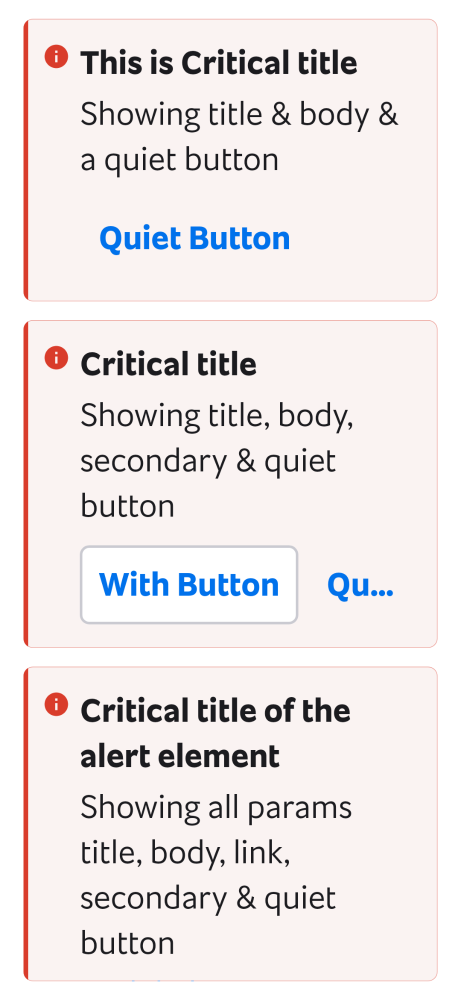 This is Critical title
Showing title & body &
a quiet button
Quiet Button
Critical title
Showing title, body,
secondary & quiet
button
With Button
Qu...
Critical title of the
alert element
Showing all params
title, body, link,
secondary & quiet
button